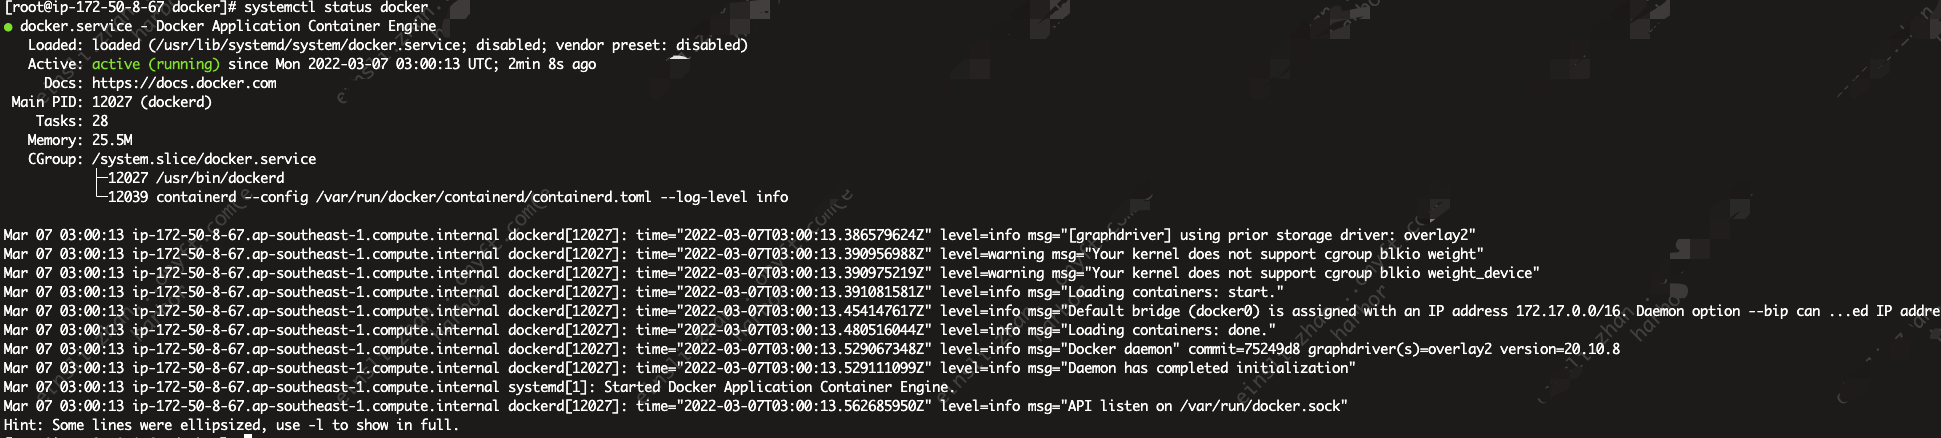 [root@ip-172-50-8-67 docker]# systemctl status docker
● docker.service - Docker Application Container Engine
Loaded: loaded (/usr/lib/systemd/system/docker.service; disabled; vendor preset: disabled)
Active: active (running) since Mon 2022-03-07 03:00:13 UTC; 2min 8s ago
Docs: https://docs.docker.com
Main PID: 12027 (dockerd)
Tasks: 28
Memory: 25.5M
CGroup: /system.slice/docker.service
├─12027 /usr/bin/dockerd
└─12039 containerd --config /var/run/docker/containerd/containerd.toml --log-level info
Mar 07 03:00:13 ip-172-50-8-67.ap-southeast-1.compute.internal dockerd[12027]: time="2022-03-07T03:00:13.386579624Z" level=info msg="[graphdriver] using prior storage driver: overlay2"
Mar 07 03:00:13 ip-172-50-8-67.ap-southeast-1.compute.internal dockerd[12027]: time="2022-03-07T03:00:13.390956988Z" level=warning msg="Your kernel does not support cgroup blkio weight"
Mar 07 03:00:13 ip-172-50-8-67.ap-southeast-1.compute.internal dockerd[12027]: time="2022-03-07T03:00:13.390975219Z" level=warning msg="Your kernel does not support cgroup blkio weight_device"
Mar 07 03:00:13 ip-172-50-8-67.ap-southeast-1.compute.internal dockerd[12027]: time="2022-03-07T03:00:13.391081581Z" level=info msg="Loading containers: start."
Mar 07 03:00:13 ip-172-50-8-67.ap-southeast-1.compute.internal dockerd[12027]: time="2022-03-07T03:00:13.454147617Z" level=info msg="Default bridge (docker0) is assigned with an IP address 172.17.0.0/16. Daemon option --bip can ...ed IP addre
Mar 07 03:00:13 ip-172-50-8-67.ap-southeast-1.compute.internal dockerd[12027]: time="2022-03-07T03:00:13.480516044Z" level=info msg="Loading containers: done."
Mar 07 03:00:13 ip-172-50-8-67.ap-southeast-1.compute.internal dockerd[12027]: time="2022-03-07T03:00:13.529067348Z" level=info msg="Docker daemon" commit=75249d8 graphdriver(s)=overlay2 version=20.10.8
Mar 07 03:00:13 ip-172-50-8-67.ap-southeast-1.compute.internal dockerd[12027]: time="2022-03-07T03:00:13.529111099Z" level=info msg="Daemon has completed initialization"
Mar 07 03:00:13 ip-172-50-8-67.ap-southeast-1.compute.internal systemd[1]: Started Docker Application Container Engine.
Mar 07 03:00:13 ip-172-50-8-67.ap-southeast-1.compute.internal dockerd[12027]: time="2022-03-07T03:00:13.562685950Z" level=info msg="API listen on /var/run/docker.sock"
Hint: Some lines were ellipsized, use -l to show in full.